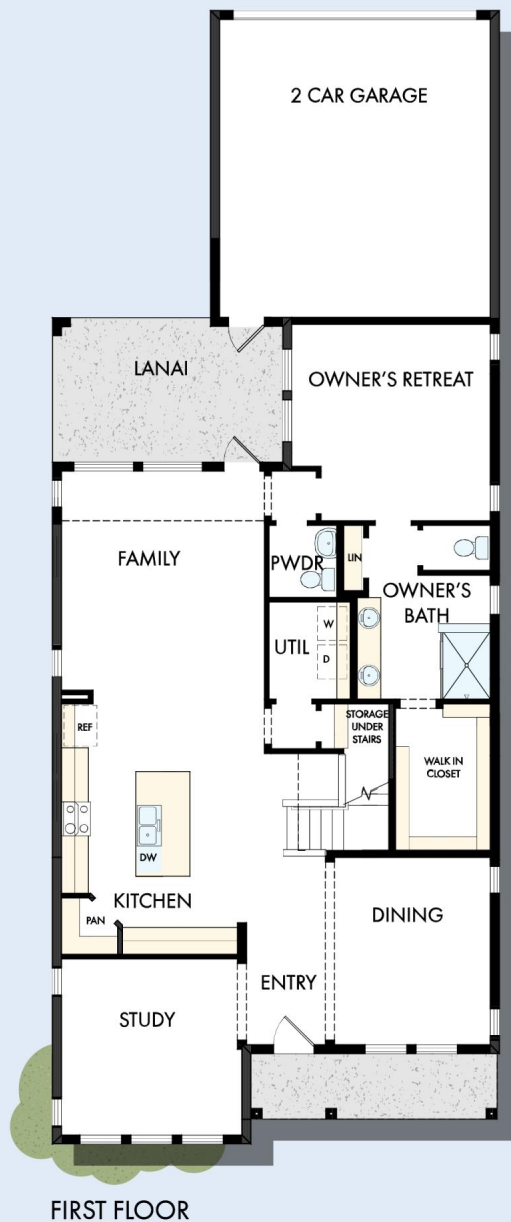 2 CAR GARAGE
LANAI
OWNER'S RETREAT
FAMILY
PWDR
LIN
OWNER'S
BATH
UTIL
W
D
REF
STORAGE
UNDER
STAIRS
WALK IN
CLOSET
DW
KITCHEN
PAN
DINING
ENTRY
STUDY
FIRST FLOOR